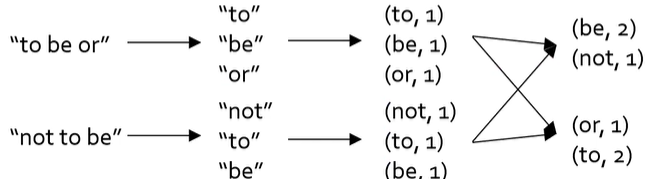 "to be or"
"to"
"be"
"or"
(to, 1)
(be, 1)
(or, 1)
(be, 2)
(not, 1)
"not to be"
"not"
"to"
"be"
(not, 1)
(to, 1)
(be, 1)
(or, 1)
(to, 2)